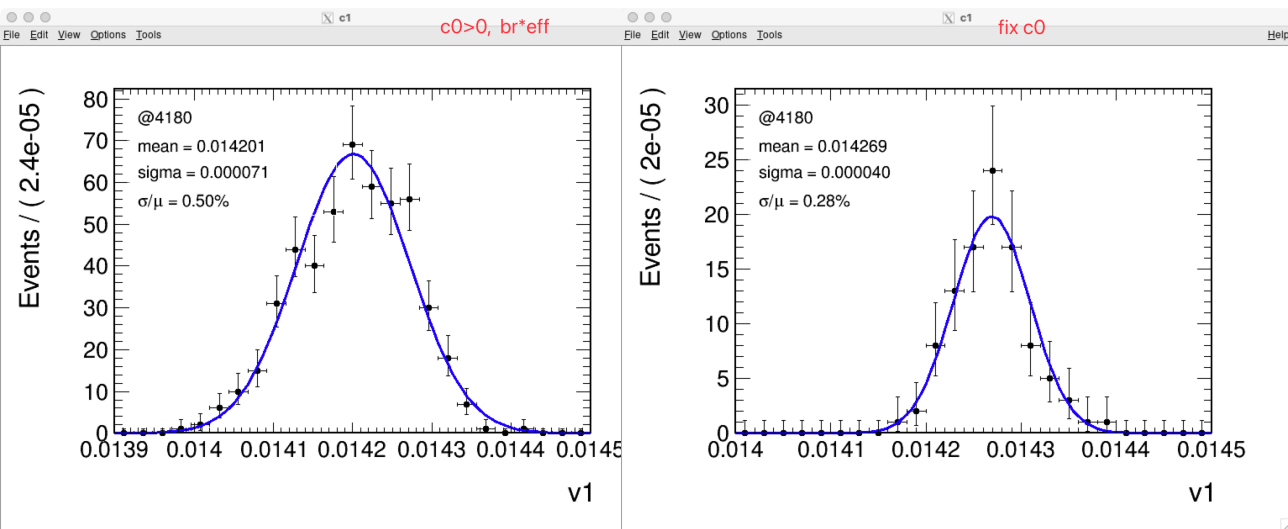 c1
c0>0, br*eff
File Edit View Options Tools
Events / ( 2.4e-05 )
80
70
60
50
40
30
20
10
0
@4180
mean = 0.014201
sigma = 0.000071
σ/μ = 0.50%
0.0139 0.014 0.0141 0.0142 0.0143 0.0144 0.0145
v1
c1
fix c0
File Edit View Options Tools Help
Events / ( 2e-05 )
30
25
20
15
10
5
0
@4180
mean = 0.014269
sigma = 0.000040
σ/μ = 0.28%
0.014 0.0141 0.0142 0.0143 0.0144 0.0145
v1